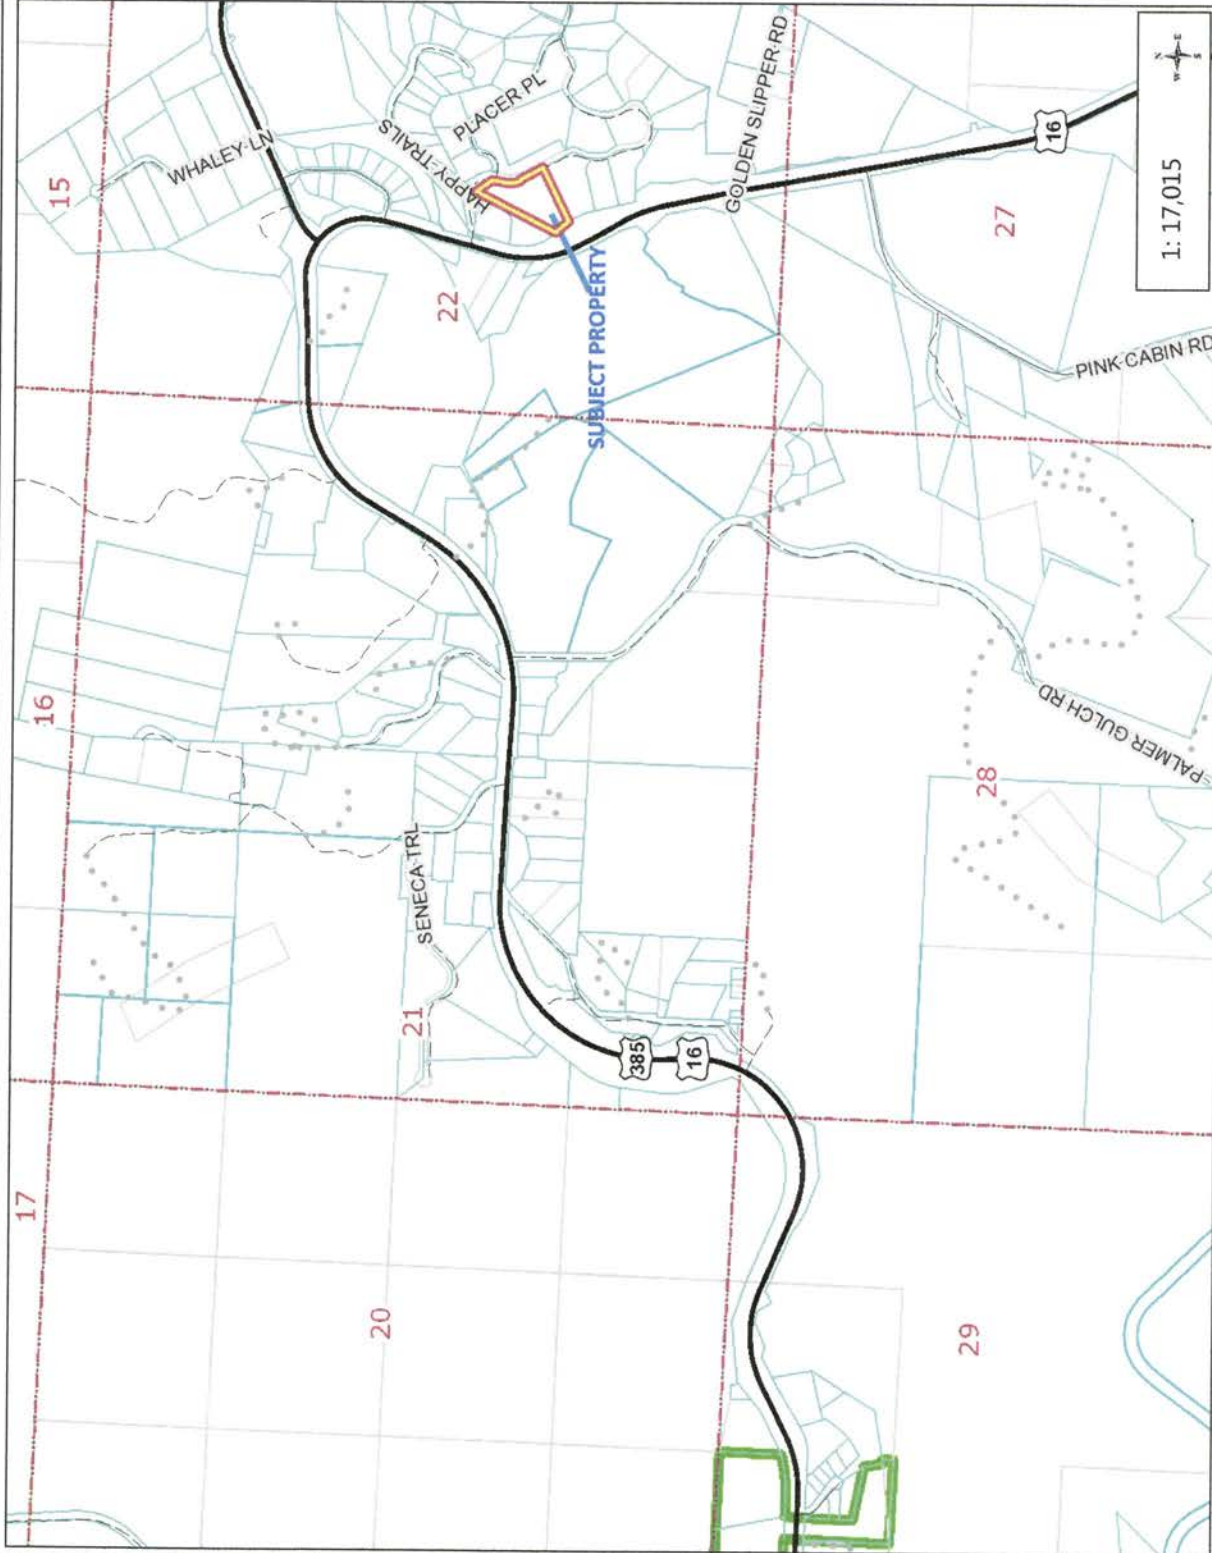 15
WHALEY LN
HAPPY TRAILS
PLACER PL
GOLDEN SLIPPER RD
16
1: 17,015
N
W E
S
22
SUBJECT PROPERTY
27
PINK CABIN RD
16
PALMER GULCH RD
28
SENECA TRL
21
385
16
17
20
29